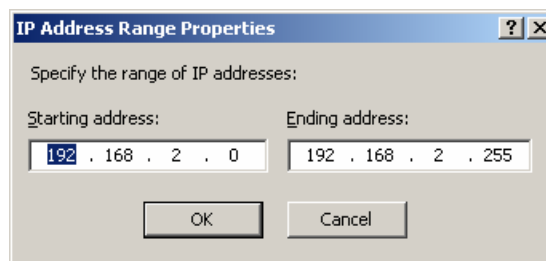 IP Address Range Properties ? X
Specify the range of IP addresses:
Starting address: Ending address:
192 . 168 . 2 . 0 192 . 168 . 2 . 255
OK Cancel